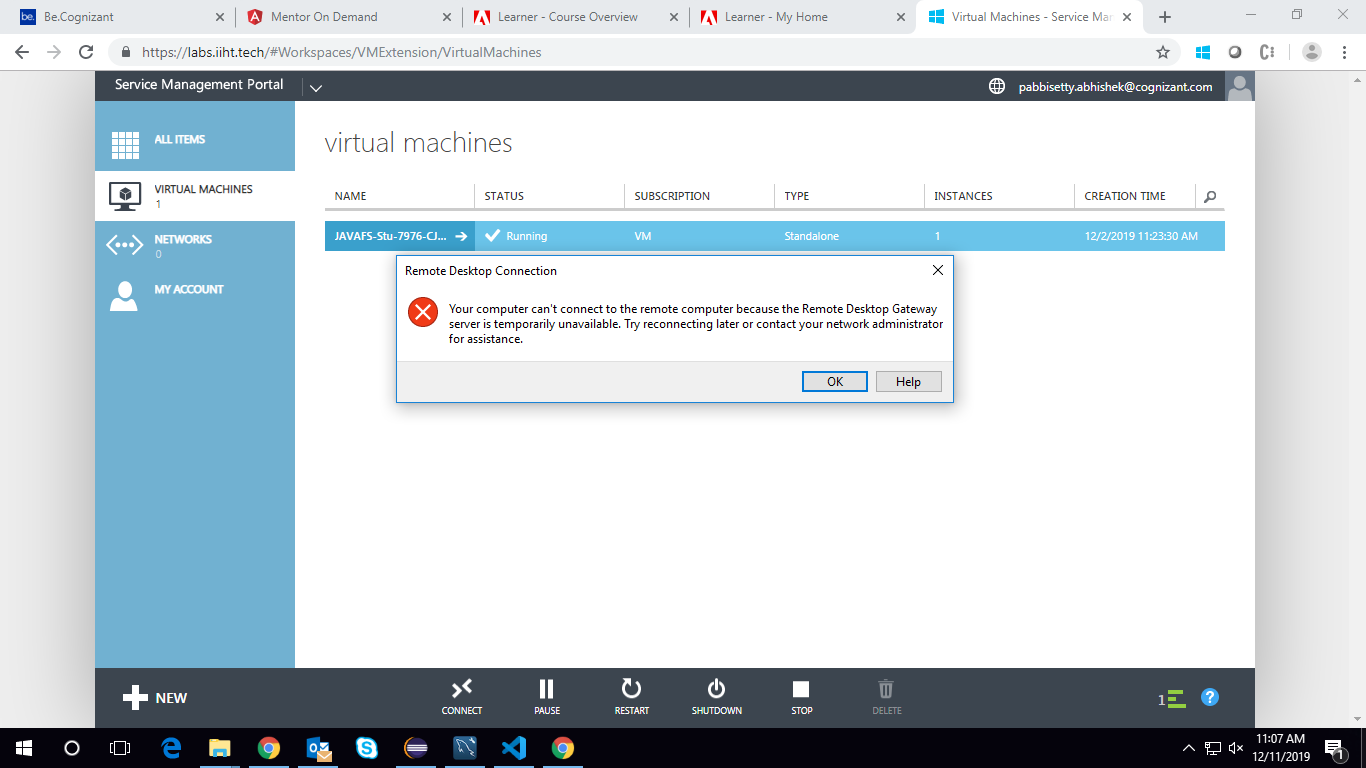 be. Be.Cognizant
Mentor On Demand
Learner - Course Overview
Learner - My Home
Virtual Machines - Service Mar
https://labs.iiht.tech/#Workspaces/VMExtension/VirtualMachines
Service Management Portal
pabbisetty.abhishek@cognizant.com
ALL ITEMS
VIRTUAL MACHINES
1
NETWORKS
0
MY ACCOUNT
virtual machines
NAME STATUS SUBSCRIPTION TYPE INSTANCES CREATION TIME
JAVAFS-Stu-7976-CJ... Running VM Standalone 1 12/2/2019 11:23:30 AM
Remote Desktop Connection
Your computer can't connect to the remote computer because the Remote Desktop Gateway
server is temporarily unavailable. Try reconnecting later or contact your network administrator
for assistance.
OK Help
NEW
CONNECT PAUSE RESTART SHUTDOWN STOP DELETE
1 ?
11:07 AM
12/11/2019
1